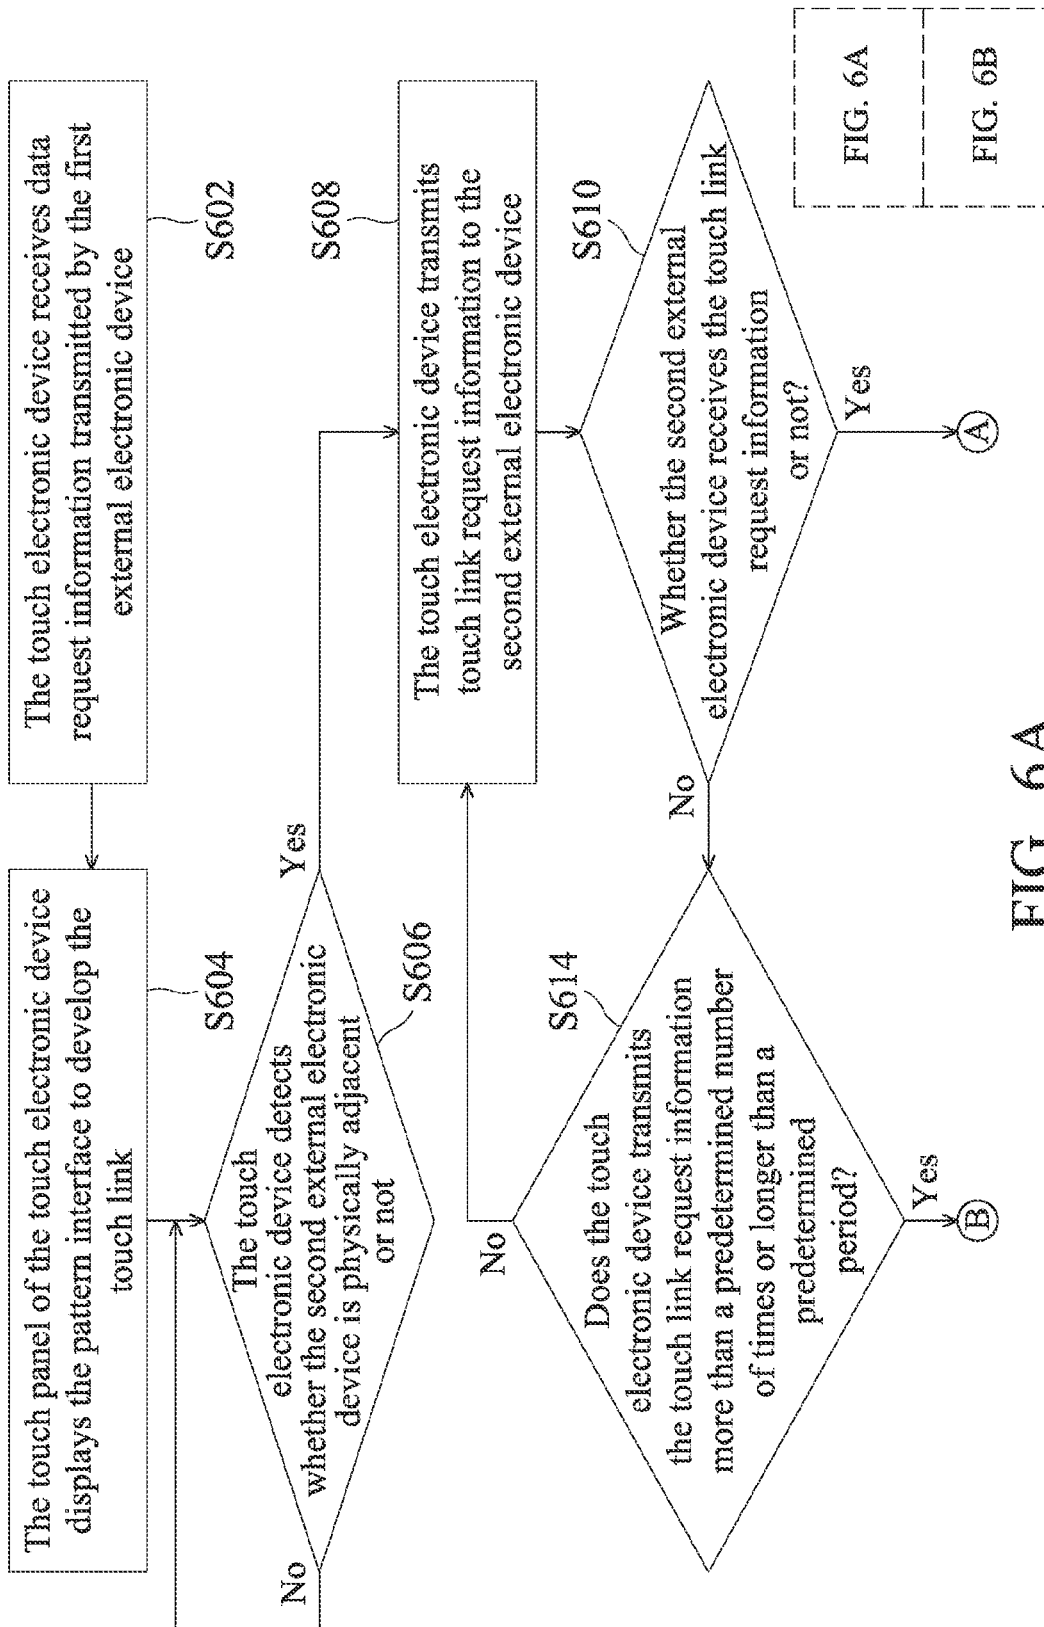 The touch electronic device receives data
request information transmitted by the first
external electronic device
S602
The touch panel of the touch electronic device
displays the pattern interface to develop the
touch link
S604
The touch
electronic device detects
whether the second external electronic
device is physically adjacent
or not
S606
No
Yes
The touch electronic device transmits
touch link request information to the
second external electronic device
S608
Whether the second external
electronic device receives the touch link
request information
or not?
S610
No
Yes
A
Does the touch
electronic device transmits
the touch link request information
more than a predetermined number
of times or longer than a
predetermined
period?
S614
No
Yes
B
FIG. 6A
FIG. 6B
FIG. 6A